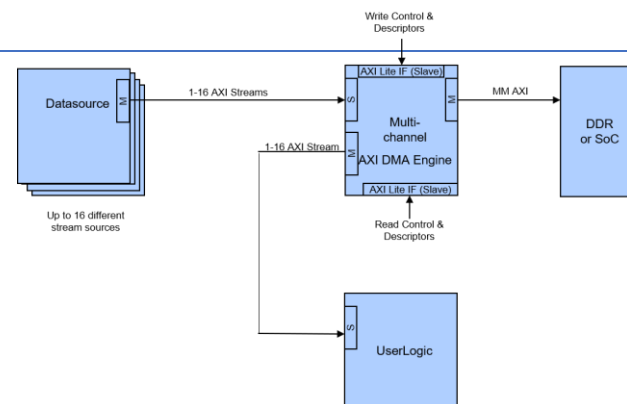 Write Control &
Descriptors
AXI Lite IF (Slave)
Datasource
M
1-16 AXI Streams
S
M
MM AXI
Multi-
channel
AXI DMA Engine
DDR
or SoC
1-16 AXI Stream
M
AXI Lite IF (Slave)
Up to 16 different
stream sources
Read Control &
Descriptors
S
UserLogic